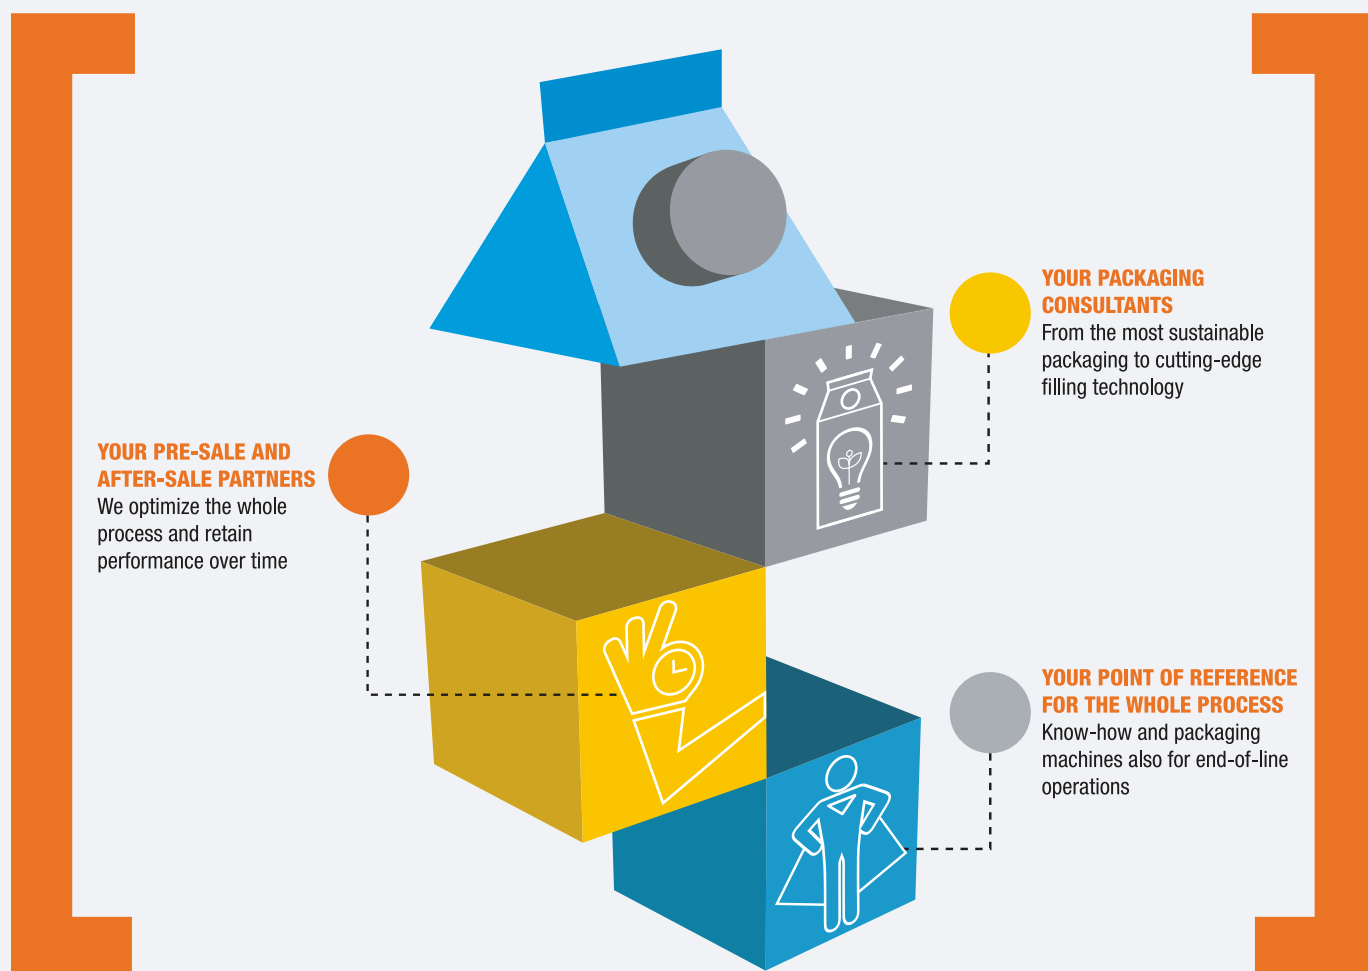 YOUR PACKAGING
CONSULTANTS
From the most sustainable
packaging to cutting-edge
filling technology
YOUR PRE-SALE AND
AFTER-SALE PARTNERS
We optimize the whole
process and retain
performance over time
YOUR POINT OF REFERENCE
FOR THE WHOLE PROCESS
Know-how and packaging
machines also for end-of-line
operations